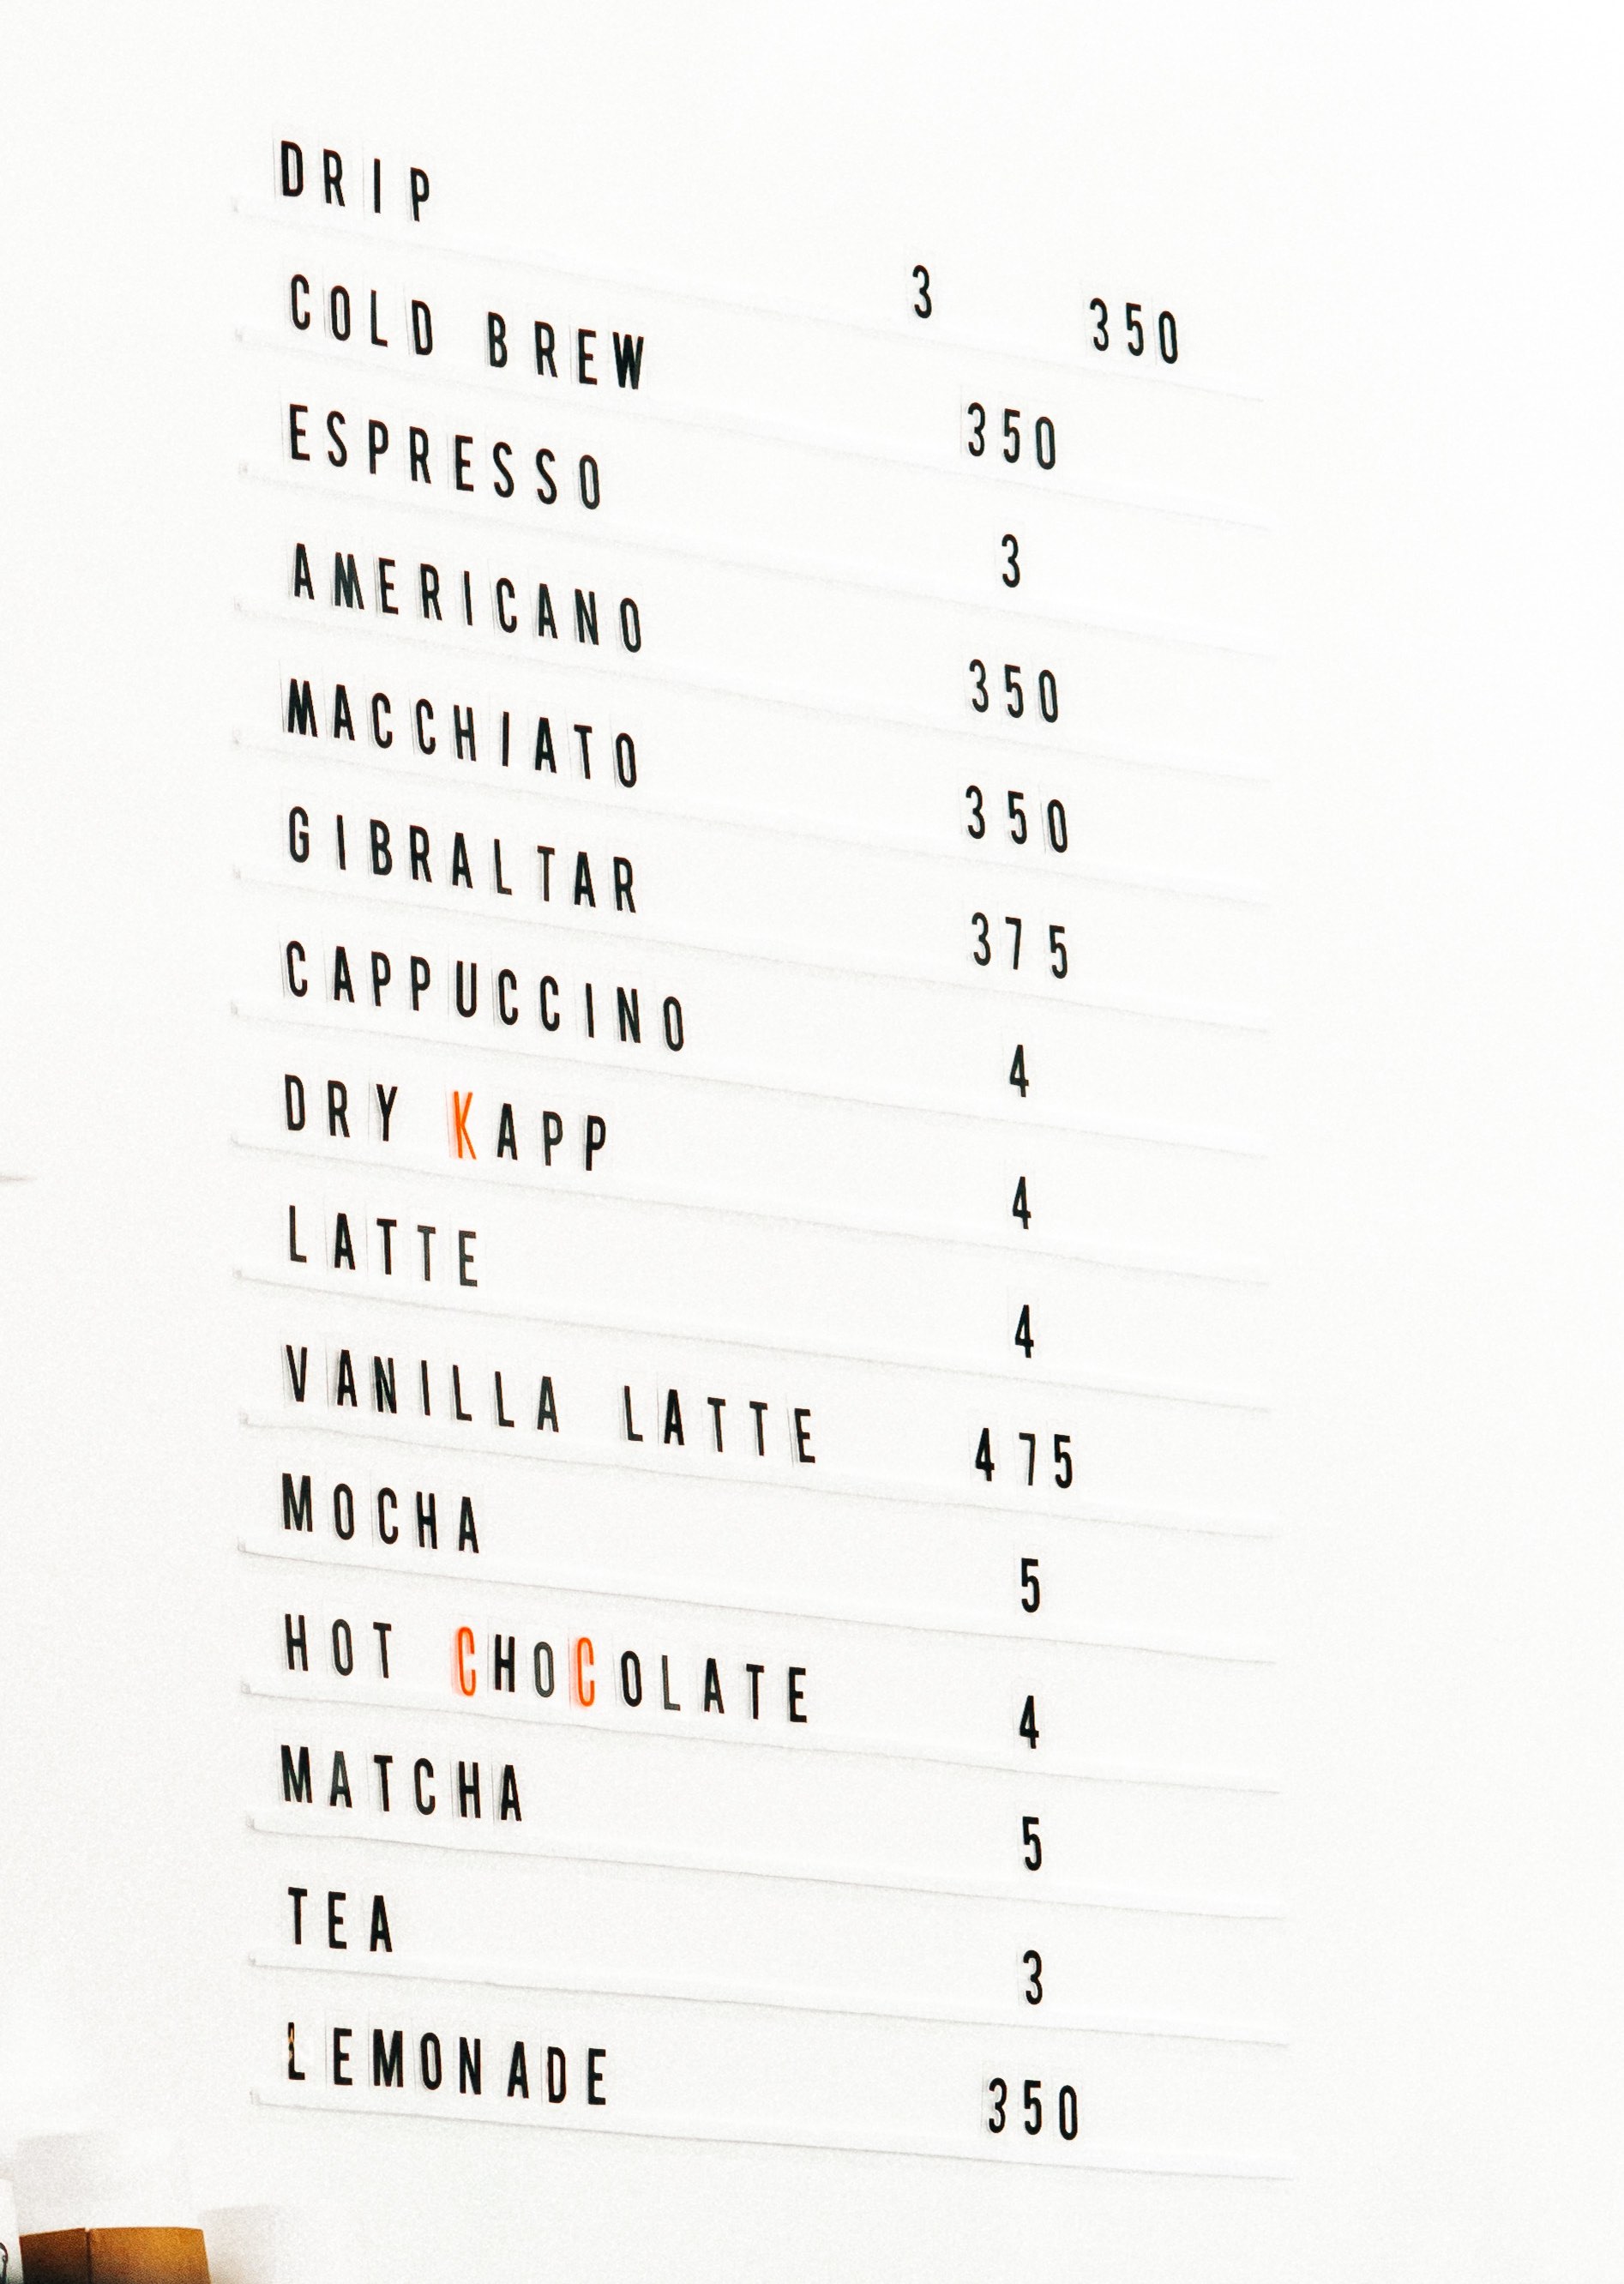 DRIP 3 350
COLD BREW 350
ESPRESSO 3
AMERICANO 350
MACCHIATO 350
GIBRALTAR 375
CAPPUCCINO 4
DRY KAPP 4
LATTE 4
VANILLA LATTE 475
MOCHA 5
HOT CHOCOLATE 4
MATCHA 5
TEA 3
LEMONADE 350